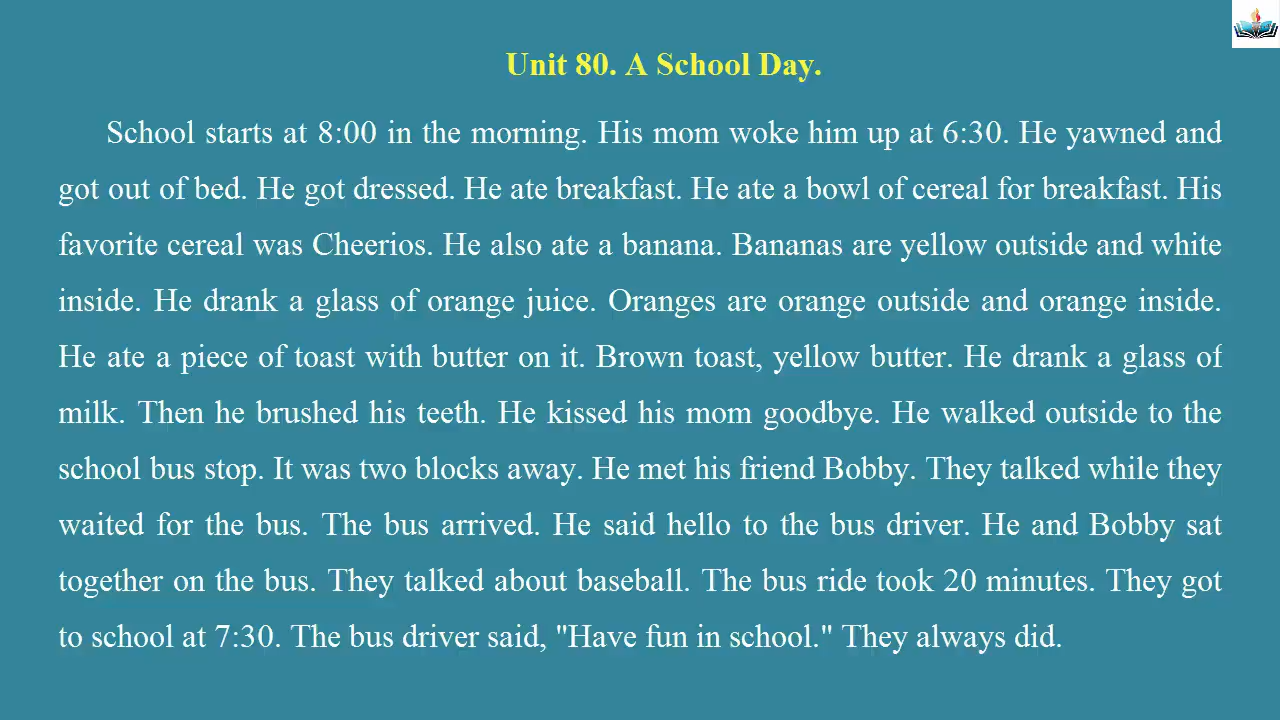 Unit 80. A School Day.
School starts at 8:00 in the morning. His mom woke him up at 6:30. He yawned and
got out of bed. He got dressed. He ate breakfast. He ate a bowl of cereal for breakfast. His
favorite cereal was Cheerios. He also ate a banana. Bananas are yellow outside and white
inside. He drank a glass of orange juice. Oranges are orange outside and orange inside.
He ate a piece of toast with butter on it. Brown toast, yellow butter. He drank a glass of
milk. Then he brushed his teeth. He kissed his mom goodbye. He walked outside to the
school bus stop. It was two blocks away. He met his friend Bobby. They talked while they
waited for the bus. The bus arrived. He said hello to the bus driver. He and Bobby sat
together on the bus. They talked about baseball. The bus ride took 20 minutes. They got
to school at 7:30. The bus driver said, "Have fun in school." They always did.